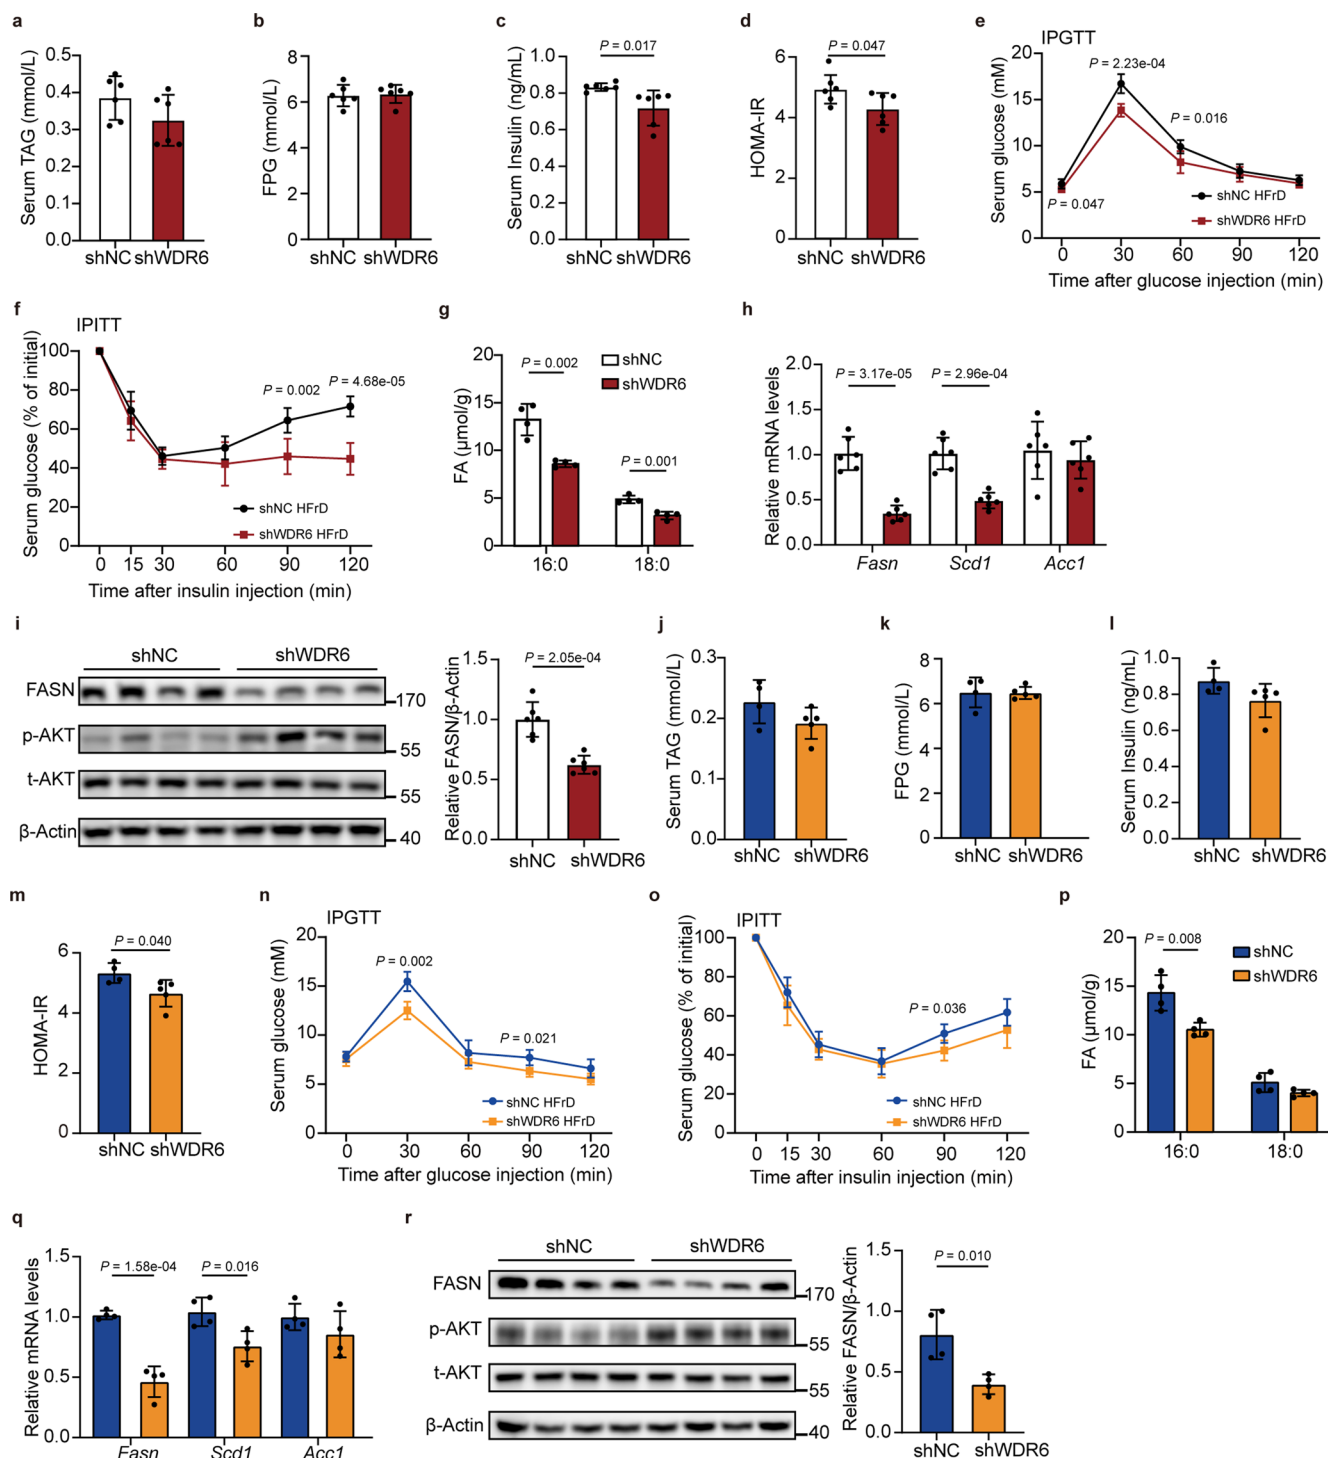 a
Serum TAG (mmol/L)
0.5
0.4
0.3
0.2
0.1
0.0
shNC shWDR6
b
FPG (mmol/L)
8
6
4
2
0
shNC shWDR6
c
Serum Insulin (ng/mL)
P = 0.017
1.0
0.8
0.6
0.4
0.2
0.0
shNC shWDR6
d
HOMA-IR
P = 0.047
6
4
2
0
shNC shWDR6
e
IPGTT
Serum glucose (mM)
20
15
10
5
0
P = 2.23e-04
P = 0.016
P = 0.047
shNC HFrD
shWDR6 HFrD
0 30 60 90 120
Time after glucose injection (min)
f
IPITT
Serum glucose (% of initial)
100
80
60
40
20
0
P = 0.002
P = 4.68e-05
shNC HFrD
shWDR6 HFrD
0 15 30 60 90 120
Time after insulin injection (min)
g
FA (μmol/g)
20
15
10
5
0
P = 0.002
P = 0.001
shNC
shWDR6
16:0 18:0
h
Relative mRNA levels
2.0
1.5
1.0
0.5
0.0
P = 3.17e-05
P = 2.96e-04
Fasn Scd1 Acc1
i
shNC shWDR6
FASN
170
p-AKT
55
t-AKT
55
β-Actin
40
Relative FASN/β-Actin
1.5
1.0
0.5
0.0
P = 2.05e-04
shNC shWDR6
j
Serum TAG (mmol/L)
0.3
0.2
0.1
0.0
shNC shWDR6
k
FPG (mmol/L)
8
6
4
2
0
shNC shWDR6
l
Serum Insulin (ng/mL)
1.0
0.8
0.6
0.4
0.2
0.0
shNC shWDR6
m
HOMA-IR
P = 0.040
6
4
2
0
shNC shWDR6
n
IPGTT
Serum glucose (mM)
20
15
10
5
0
P = 0.002
P = 0.021
shNC HFrD
shWDR6 HFrD
0 30 60 90 120
Time after glucose injection (min)
o
IPITT
Serum glucose (% of initial)
100
80
60
40
20
0
P = 0.036
shNC HFrD
shWDR6 HFrD
0 15 30 60 90 120
Time after insulin injection (min)
p
FA (μmol/g)
20
15
10
5
0
P = 0.008
shNC
shWDR6
16:0 18:0
q
Relative mRNA levels
1.5
1.0
0.5
0.0
P = 1.58e-04
P = 0.016
Fasn Scd1 Acc1
r
shNC shWDR6
FASN
170
p-AKT
55
t-AKT
55
β-Actin
40
Relative FASN/β-Actin
1.5
1.0
0.5
0.0
P = 0.010
shNC shWDR6